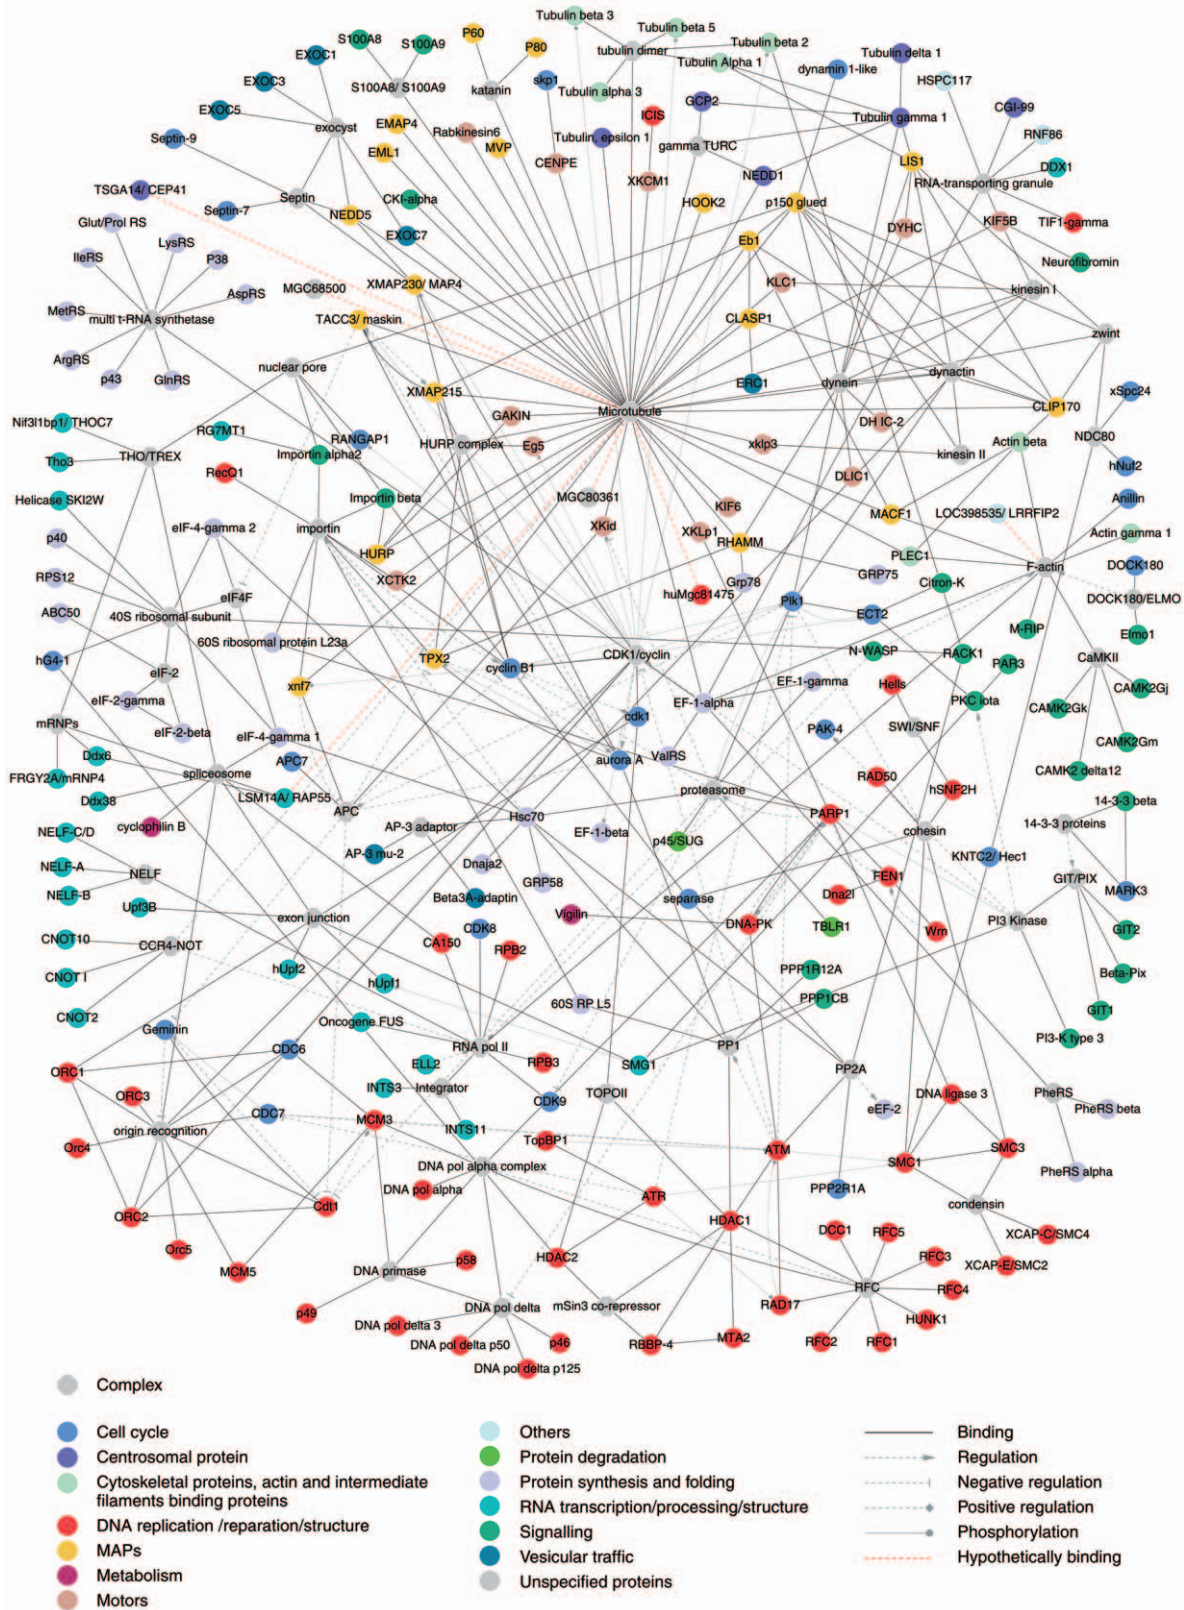 Tubulin beta 3
P60
S100A8
S100A9
Tubulin beta 5
EXOC1
P80
tubulin dimer
Tubulin beta 2
Tubulin delta 1
EXOC3
Tubulin Alpha 1
dynamin 1-like
skp1
HSPC117
S100A8/ S100A9
katanin
Tubulin alpha 3
GCP2
CGI-99
EXOC5
exocyst
EMAP4
Rabkinesin6
ICIS
Tubulin gamma 1
RNF86
Septin-9
EML1
MVP
Tubulin, epsilon 1
gamma TURC
LIS1
CENPE
DDX1
TSGA14/ CEP41
XKCM1
NEDD1
RNA-transporting granule
Septin
CKI-alpha
HOOK2
p150 glued
Septin-7
NEDD5
KIF5B
TIF1-gamma
Glut/Prol RS
EXOC7
DYHC
LysRS
Eb1
IleRS
P38
Neurofibromin
AspRS
MGC68500
XMAP230/ MAP4
KLC1
kinesin I
MetRS
multi t-RNA synthetase
TACC3/ maskin
CLASP1
zwint
ArgRS
p43
GlnRS
nuclear pore
XMAP215
ERC1
dynein
dynactin
xSpc24
Nif3l1bp1/ THOC7
GAKIN
Microtubule
CLIP170
RG7MT1
RANGAP1
HURP complex
Eg5
DH IC-2
Actin beta
NDC80
Tho3
THO/TREX
Importin alpha2
xklp3
kinesin II
RecQ1
DLIC1
hNuf2
Helicase SKI2W
Importin beta
MGC80361
KIF6
MACF1
LOC398535/ LRRFIP2
Anillin
eIF-4-gamma 2
importin
XKid
XKLp1
Actin gamma 1
p40
HURP
RHAMM
PLEC1
F-actin
RPS12
XCTK2
Grp78
GRP75
Citron-K
DOCK180
eIF4F
huMgc81475
Plk1
DOCK180/ELMO
ABC50
40S ribosomal subunit
ECT2
M-RIP
Elmo1
60S ribosomal protein L23a
TPX2
cyclin B1
CDK1/cyclin
N-WASP
RACK1
PAR3
CaMKII
hG4-1
eIF-2
EF-1-gamma
Hells
xnf7
EF-1-alpha
PKC iota
CAMK2Gj
eIF-2-gamma
CAMK2Gk
mRNPs
eIF-2-beta
eIF-4-gamma 1
cdk1
PAK-4
SWI/SNF
CAMK2Gm
Ddx6
APC7
aurora A
ValRS
RAD50
CAMK2 delta12
FRGY2A/mRNP4
spliceosome
proteasome
hSNF2H
Ddx38
LSM14A/ RAP55
APC
14-3-3 beta
cyclophilin B
AP-3 adaptor
Hsc70
PARP1
14-3-3 proteins
NELF-C/D
EF-1-beta
p45/SUG
cohesin
AP-3 mu-2
Dnaja2
KNTC2/ Hec1
NELF-A
NELF
GRP58
FEN1
GIT/PIX
MARK3
NELF-B
Beta3A-adaptin
separase
Dna2l
Upf3B
exon junction
Vigilin
DNA-PK
TBLR1
Wrn
PI3 Kinase
GIT2
CNOT10
CCR4-NOT
CDK8
CA150
RPB2
CNOT1
hUpf2
hUpf1
PPP1R12A
Beta-Pix
60S RP L5
PPP1CB
CNOT2
GIT1
Geminin
Oncogene FUS
PI3-K type 3
CDC6
RNA pol II
PP1
ORC1
ELL2
RPB3
SMG1
PP2A
ORC3
INTS3
Integrator
TOPOII
DNA ligase 3
PheRS
CDC7
CDK9
eEF-2
PheRS beta
origin recognition
MCM3
INTS11
TopBP1
Orc4
ATM
SMC3
DNA pol alpha complex
SMC1
PheRS alpha
DNA pol alpha
ATR
PPP2R1A
ORC2
Cdt1
condensin
HDAC1
DCC1
RFC5
XCAP-C/SMC4
Orc5
HDAC2
RFC3
MCM5
p58
XCAP-E/SMC2
DNA primase
RFC
RFC4
p49
DNA pol delta
mSin3 co-repressor
RAD17
HUNK1
DNA pol delta 3
DNA pol delta p50
p46
RBBP-4
MTA2
RFC2
RFC1
DNA pol delta p125
Complex
Cell cycle
Centrosomal protein
Cytoskeletal proteins, actin and intermediate
filaments binding proteins
DNA replication /reparation/structure
MAPs
Metabolism
Motors
Others
Protein degradation
Protein synthesis and folding
RNA transcription/processing/structure
Signalling
Vesicular traffic
Unspecified proteins
Binding
Regulation
Negative regulation
Positive regulation
Phosphorylation
Hypothetically binding